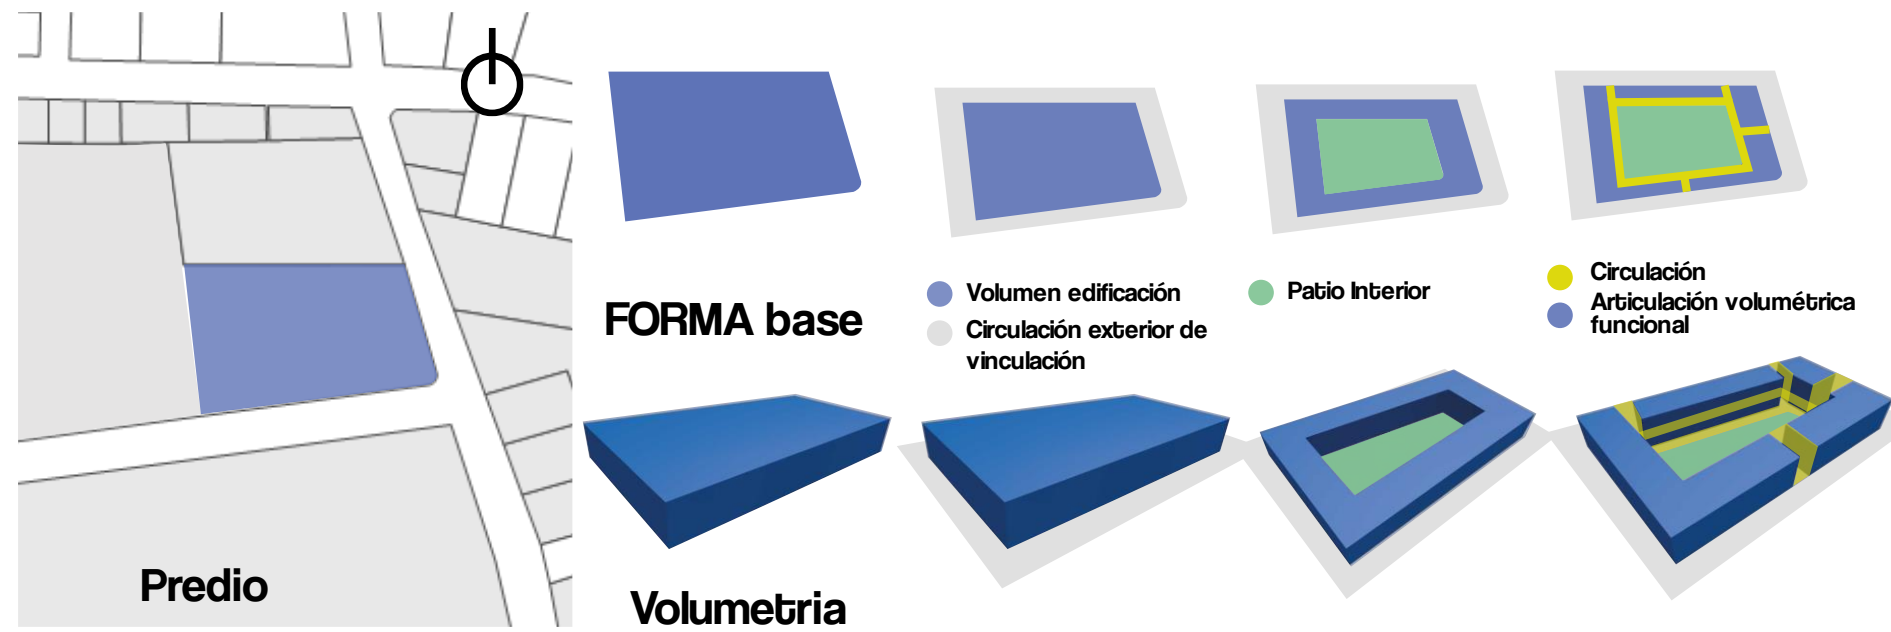 FORMA base
Volumen edificación
Circulación exterior de
vinculación
Patio Interior
Circulación
Articulación volumétrica
funcional
Predio
Volumetria